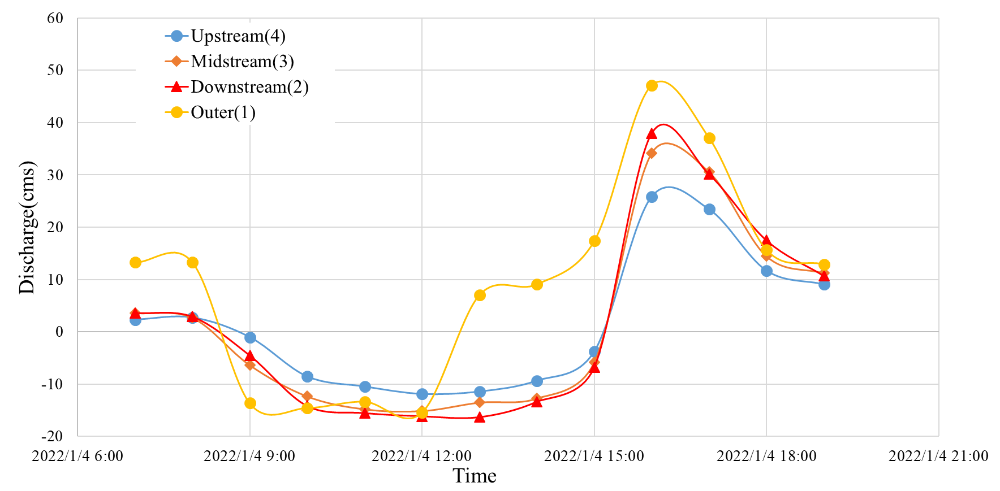 60
50
40
30
20
10
0
-10
-20
Discharge(cms)
Upstream(4)
Midstream(3)
Downstream(2)
Outer(1)
2022/1/4 6:00
2022/1/4 9:00
2022/1/4 12:00
2022/1/4 15:00
2022/1/4 18:00
2022/1/4 21:00
Time